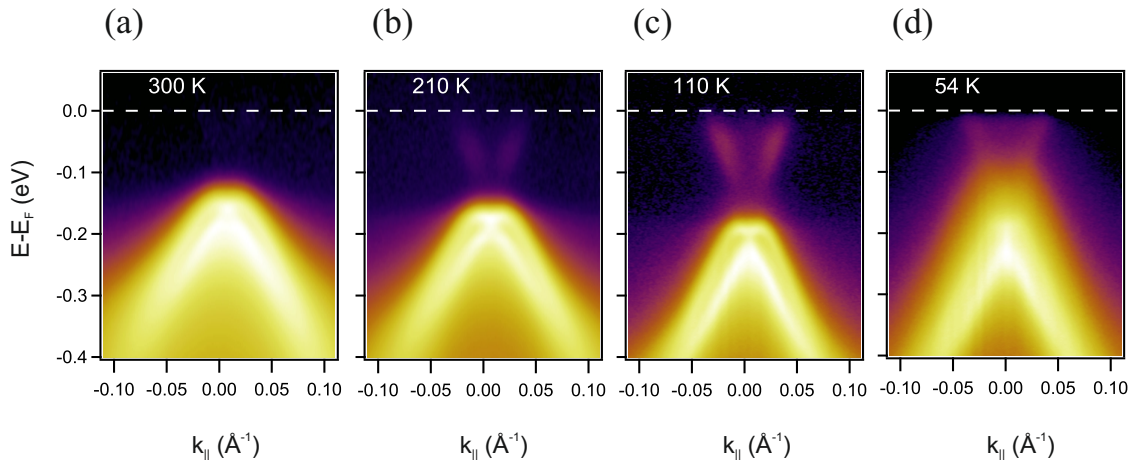 (a) (b) (c) (d)
300 K 210 K 110 K 54 K
0.0
-0.1
-0.2
-0.3
-0.4
E-E_F (eV)
-0.10 -0.05 0.00 0.05 0.10 -0.10 -0.05 0.00 0.05 0.10 -0.10 -0.05 0.00 0.05 0.10 -0.10 -0.05 0.00 0.05 0.10
k_|| (Å⁻¹) k_|| (Å⁻¹) k_|| (Å⁻¹) k_|| (Å⁻¹)